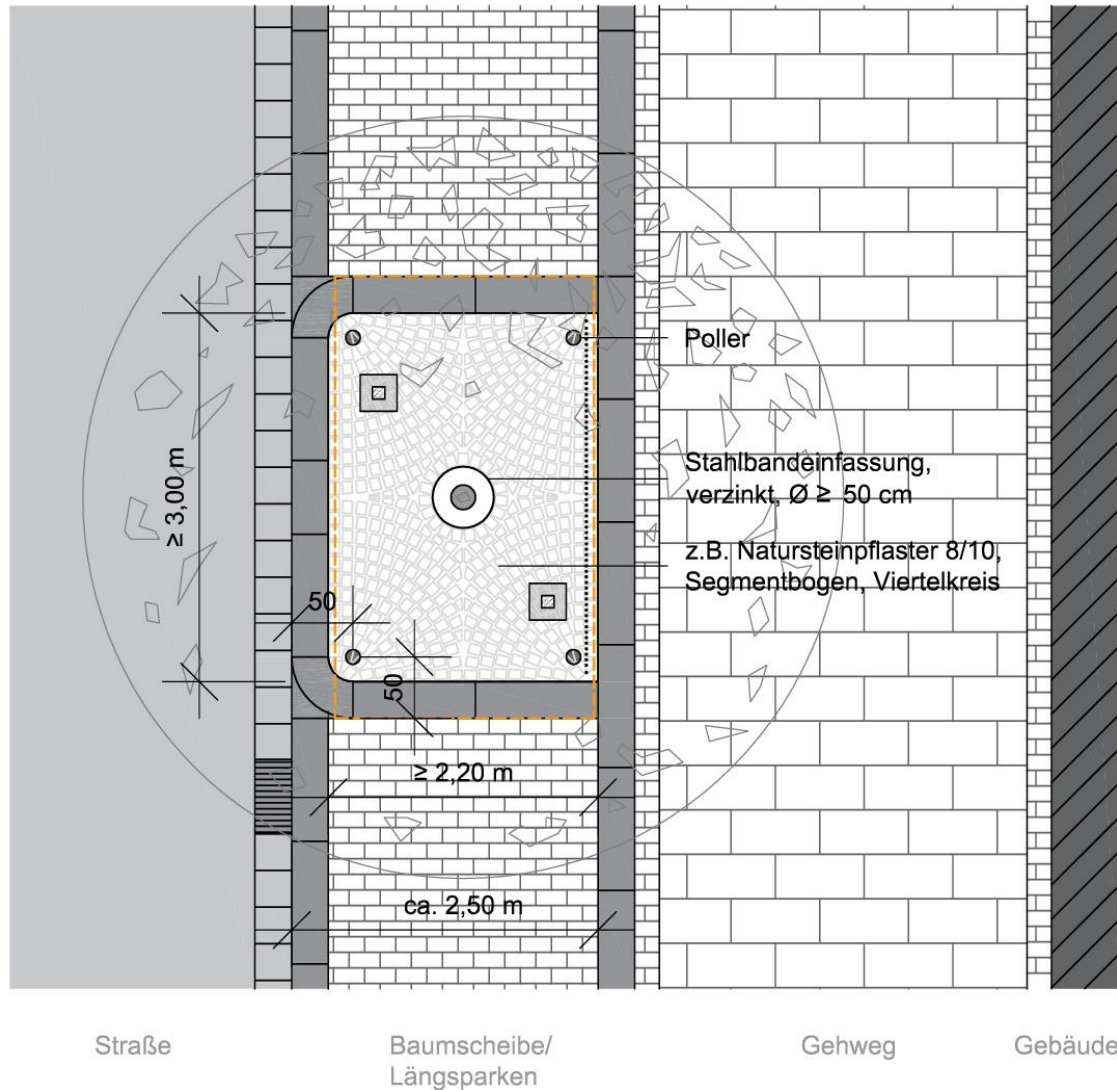 Poller
≥ 3,00 m
Stahlbandeinfassung,
verzinkt, Ø ≥ 50 cm
z.B. Natursteinpflaster 8/10,
Segmentbogen, Viertelkreis
50
50
≥ 2,20 m
ca. 2,50 m
Straße
Baumscheibe/
Längsparken
Gehweg
Gebäude